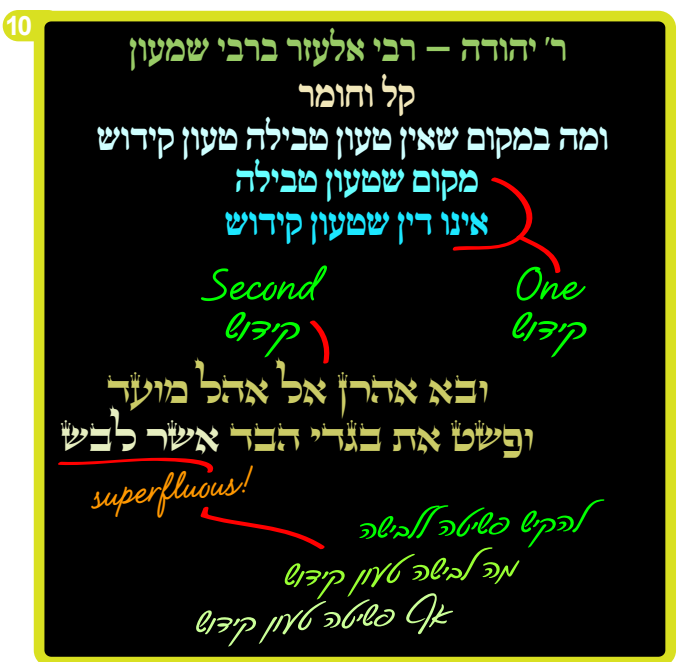 10
ר' יהודה – רבי אלעזר ברבי שמעון
קל וחומר
ומה במקום שאין טעון טבילה טעון קידוש
מקום שטעון טבילה
אינו דין שטעון קידוש
Second
קידוש
One
קידוש
ובא אהרן אל אהל מועד
ופשט את בגדי הבד אשר לבש
superfluous!
להקיש פשיטה ללבישה
מה לבישה טעון קידוש
אף פשיטה טעון קידוש